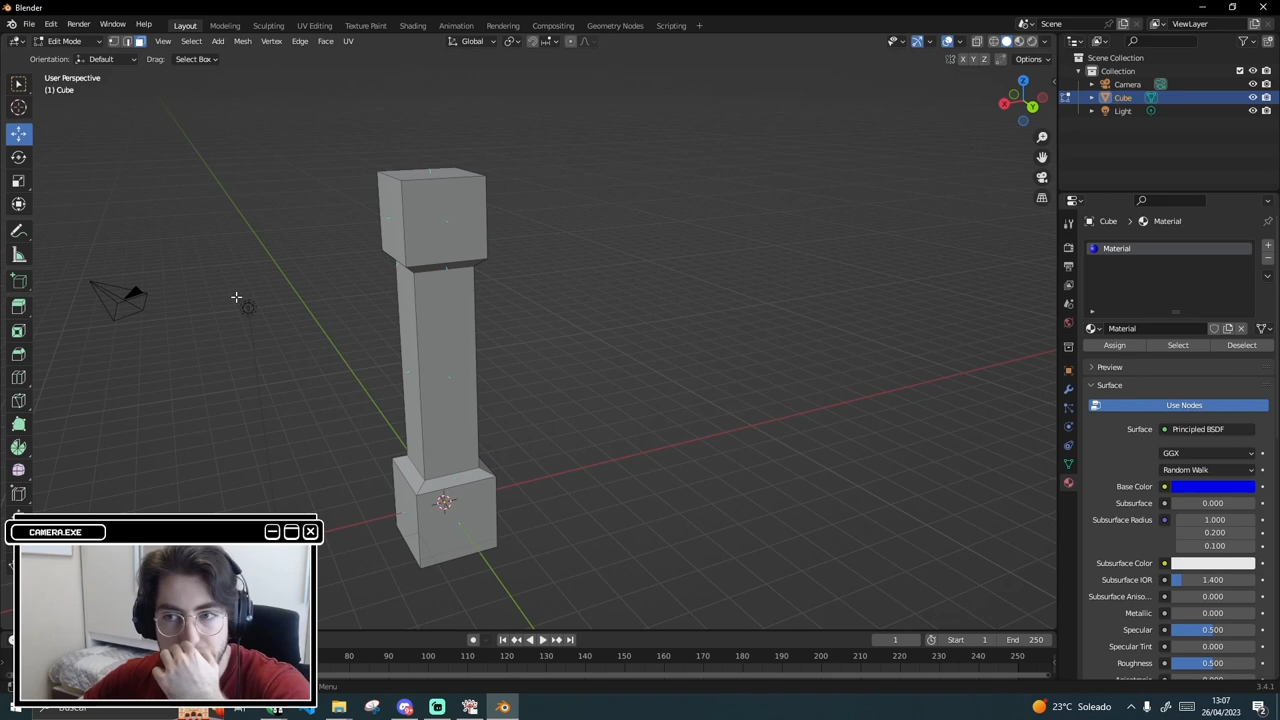 Blender
File Edit Render Window Help Layout Modeling Sculpting UV Editing Texture Paint Shading Animation Rendering Compositing Geometry Nodes Scripting + Scene ViewLayer
Edit Mode View Select Add Mesh Vertex Edge Face UV Global
Orientation: Default Drag: Select Box X Y Z Options
User Perspective
(1) Cube
Z
X
Y
Scene Collection
Collection
Camera
Cube
Light
Cube > Material
Material
Material
Assign Select Deselect
Preview
Surface
Use Nodes
Surface Principled BSDF
GGX
Random Walk
Base Color
Subsurface 0.000
Subsurface Radius 1.000
0.200
0.100
Subsurface Color
Subsurface IOR 1.400
Subsurface Aniso... 0.000
Metallic 0.000
Specular 0.500
Specular Tint 0.000
Roughness 0.500
CAMERA.EXE
1 Start 1 End 250
80 90 100 110 120 130 140 150 160 170 180 190 200 210 220 230 240 250
Menu 3.4.1
23°C Soleado 13:07
26/04/2023
2